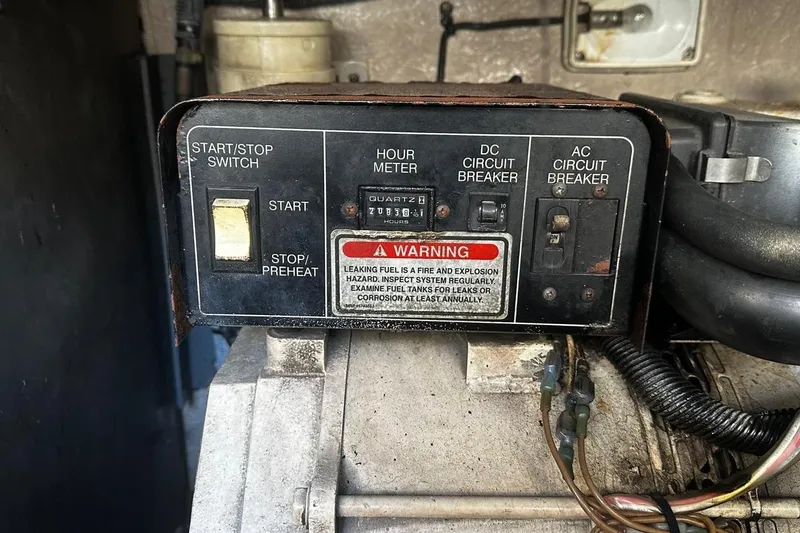 START/STOP
SWITCH
START
STOP/
PREHEAT
HOUR
METER
QUARTZ
HOURS
DC
CIRCUIT
BREAKER
AC
CIRCUIT
BREAKER
ON
WARNING
LEAKING FUEL IS A FIRE AND EXPLOSION
HAZARD. INSPECT SYSTEM REGULARLY.
EXAMINE FUEL TANKS FOR LEAKS OR
CORROSION AT LEAST ANNUALLY.